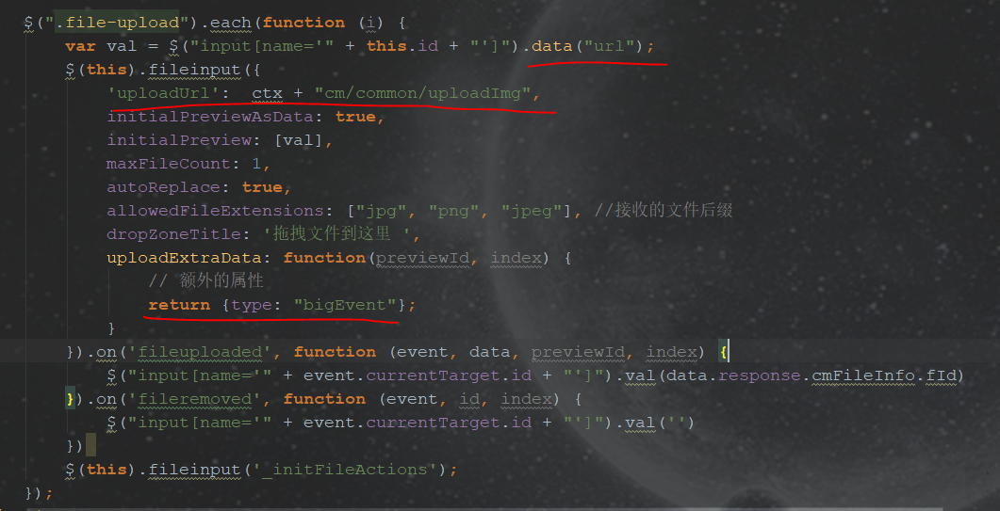 $(".file-upload").each(function (i) {
    var val = $("input[name='" + this.id + "']").data("url");
    $(this).fileinput({
        'uploadUrl':  ctx + "cm/common/uploadImg",
        initialPreviewAsData: true,
        initialPreview: [val],
        maxFileCount: 1,
        autoReplace: true,
        allowedFileExtensions: ["jpg", "png", "jpeg"], //接收的文件后缀
        dropZoneTitle: '拖拽文件到这里 ',
        uploadExtraData: function(previewId, index) {
            // 额外的属性
            return {type: "bigEvent"};
        }
    }).on('fileuploaded', function (event, data, previewId, index) {
        $("input[name='" + event.currentTarget.id + "']").val(data.response.cmFileInfo.fId)
    }).on('fileremoved', function (event, id, index) {
        $("input[name='" + event.currentTarget.id + "']").val('')
    })
    $(this).fileinput('_initFileActions');
});